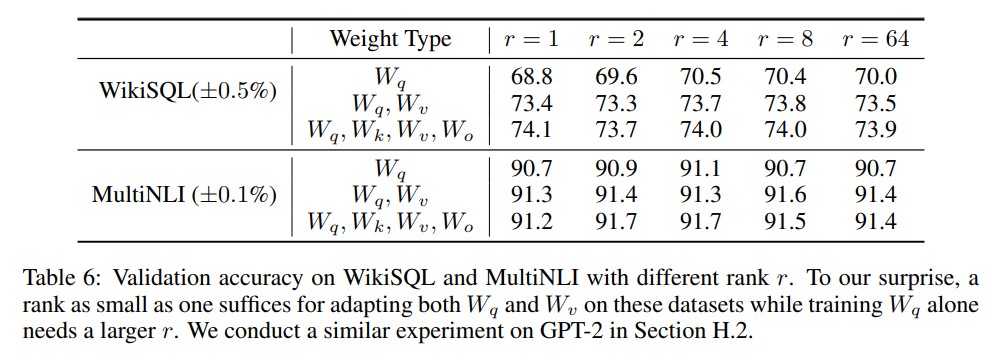 Weight Type r = 1 r = 2 r = 4 r = 8 r = 64
WikiSQL(±0.5%)
W_q 68.8 69.6 70.5 70.4 70.0
W_q, W_v 73.4 73.3 73.7 73.8 73.5
W_q, W_k, W_v, W_o 74.1 73.7 74.0 74.0 73.9
MultiNLI (±0.1%)
W_q 90.7 90.9 91.1 90.7 90.7
W_q, W_v 91.3 91.4 91.3 91.6 91.4
W_q, W_k, W_v, W_o 91.2 91.7 91.7 91.5 91.4
Table 6: Validation accuracy on WikiSQL and MultiNLI with different rank r. To our surprise, a
rank as small as one suffices for adapting both W_q and W_v on these datasets while training W_q alone
needs a larger r. We conduct a similar experiment on GPT-2 in Section H.2.